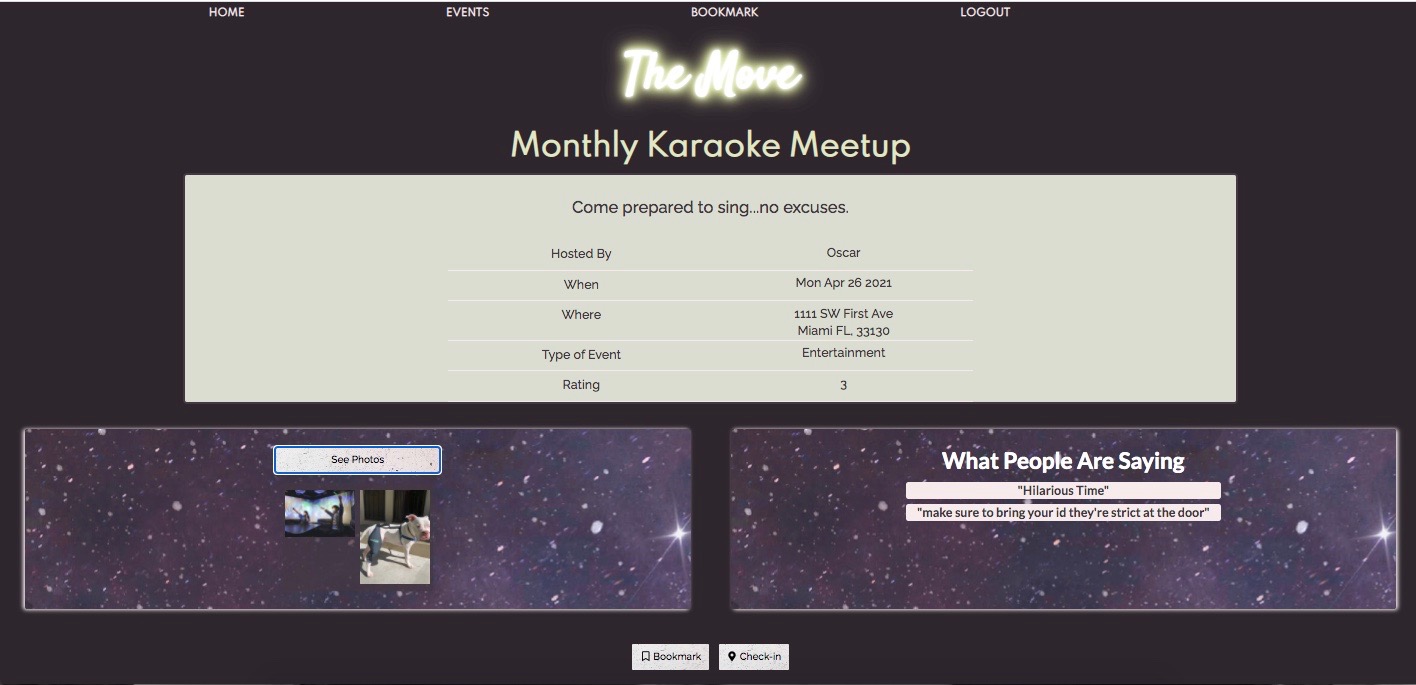 HOME EVENTS BOOKMARK LOGOUT
The Move
Monthly Karaoke Meetup
Come prepared to sing...no excuses.
Hosted By Oscar
When Mon Apr 26 2021
Where 1111 SW First Ave
Miami FL, 33130
Type of Event Entertainment
Rating 3
See Photos
What People Are Saying
"Hilarious Time"
"make sure to bring your id they're strict at the door"
Bookmark Check-in